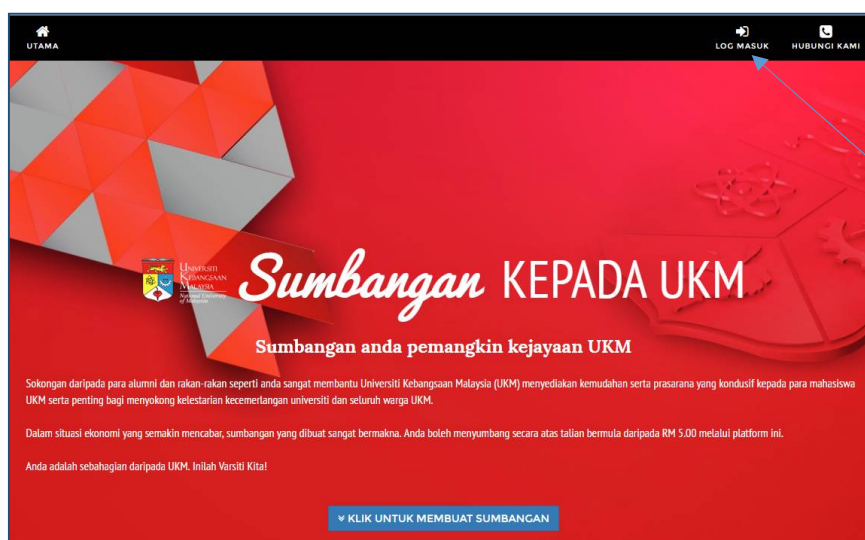 UTAMA
LOG MASUK
HUBUNGI KAMI
UNIVERSITI
KEBANGSAAN
MALAYSIA
National University
of Malaysia
Sumbangan KEPADA UKM
Sumbangan anda pemangkin kejayaan UKM
Sokongan daripada para alumni dan rakan-rakan seperti anda sangat membantu Universiti Kebangsaan Malaysia (UKM) menyediakan kemudahan serta prasarana yang kondusif kepada para mahasiswa
UKM serta penting bagi menyokong kelestarian kecemerlangan universiti dan seluruh warga UKM.
Dalam situasi ekonomi yang semakin mencabar, sumbangan yang dibuat sangat bermakna. Anda boleh menyumbang secara atas talian bermula daripada RM 5.00 melalui platform ini.
Anda adalah sebahagian daripada UKM. Inilah Varsiti Kita!
KLIK UNTUK MEMBUAT SUMBANGAN